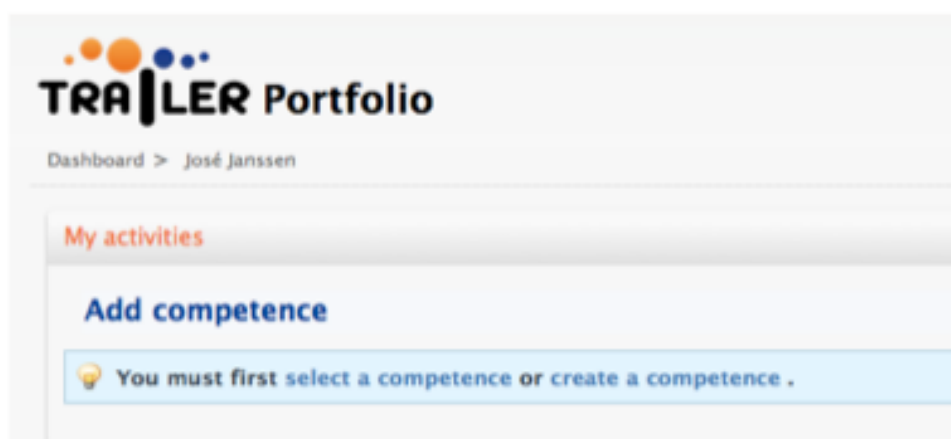 TRAILER Portfolio
Dashboard > José Janssen
My activities
Add competence
You must first select a competence or create a competence .